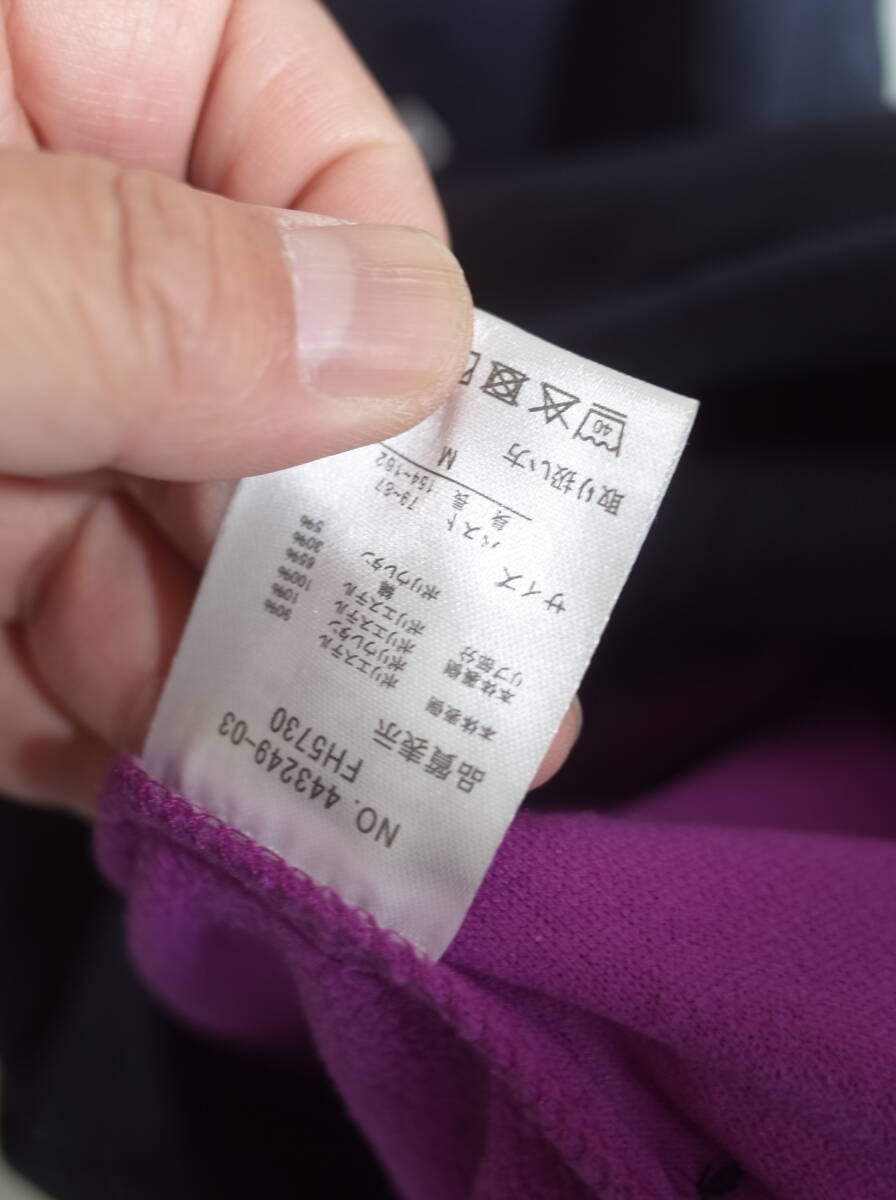 NO. 443249-03
FH5730
品質表示
本体表側 ポリエステル 90%
ポリウレタン 10%
本体裏側 ポリエステル 100%
リブ部分 ポリエステル 65%
綿 30%
ポリウレタン 5%
サイズ
バスト 79~87
身長 154~162
M
取り扱い方
40